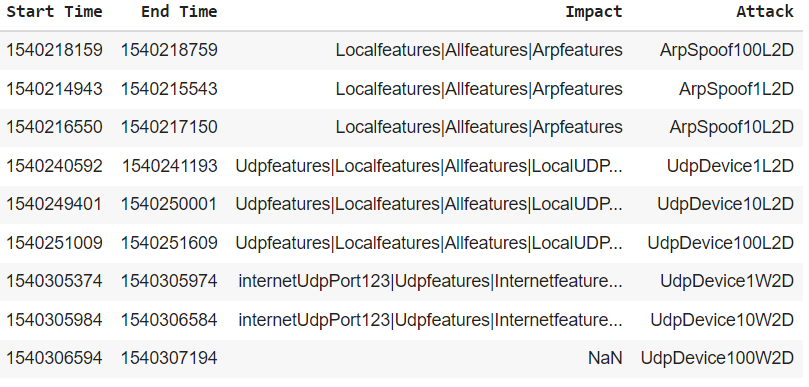 Start Time End Time Impact Attack
1540218159 1540218759 Localfeatures|Allfeatures|Arpfeatures ArpSpoof100L2D
1540214943 1540215543 Localfeatures|Allfeatures|Arpfeatures ArpSpoof1L2D
1540216550 1540217150 Localfeatures|Allfeatures|Arpfeatures ArpSpoof10L2D
1540240592 1540241193 Udpfeatures|Localfeatures|Allfeatures|LocalUDP... UdpDevice1L2D
1540249401 1540250001 Udpfeatures|Localfeatures|Allfeatures|LocalUDP... UdpDevice10L2D
1540251009 1540251609 Udpfeatures|Localfeatures|Allfeatures|LocalUDP... UdpDevice100L2D
1540305374 1540305974 internetUdpPort123|Udpfeatures|Internetfeature... UdpDevice1W2D
1540305984 1540306584 internetUdpPort123|Udpfeatures|Internetfeature... UdpDevice10W2D
1540306594 1540307194 NaN UdpDevice100W2D